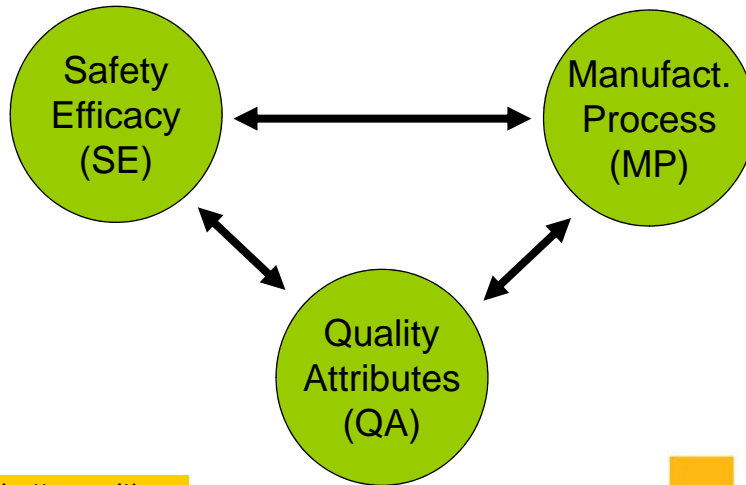 Safety
Efficacy
(SE)
Manufact.
Process
(MP)
Quality
Attributes
(QA)